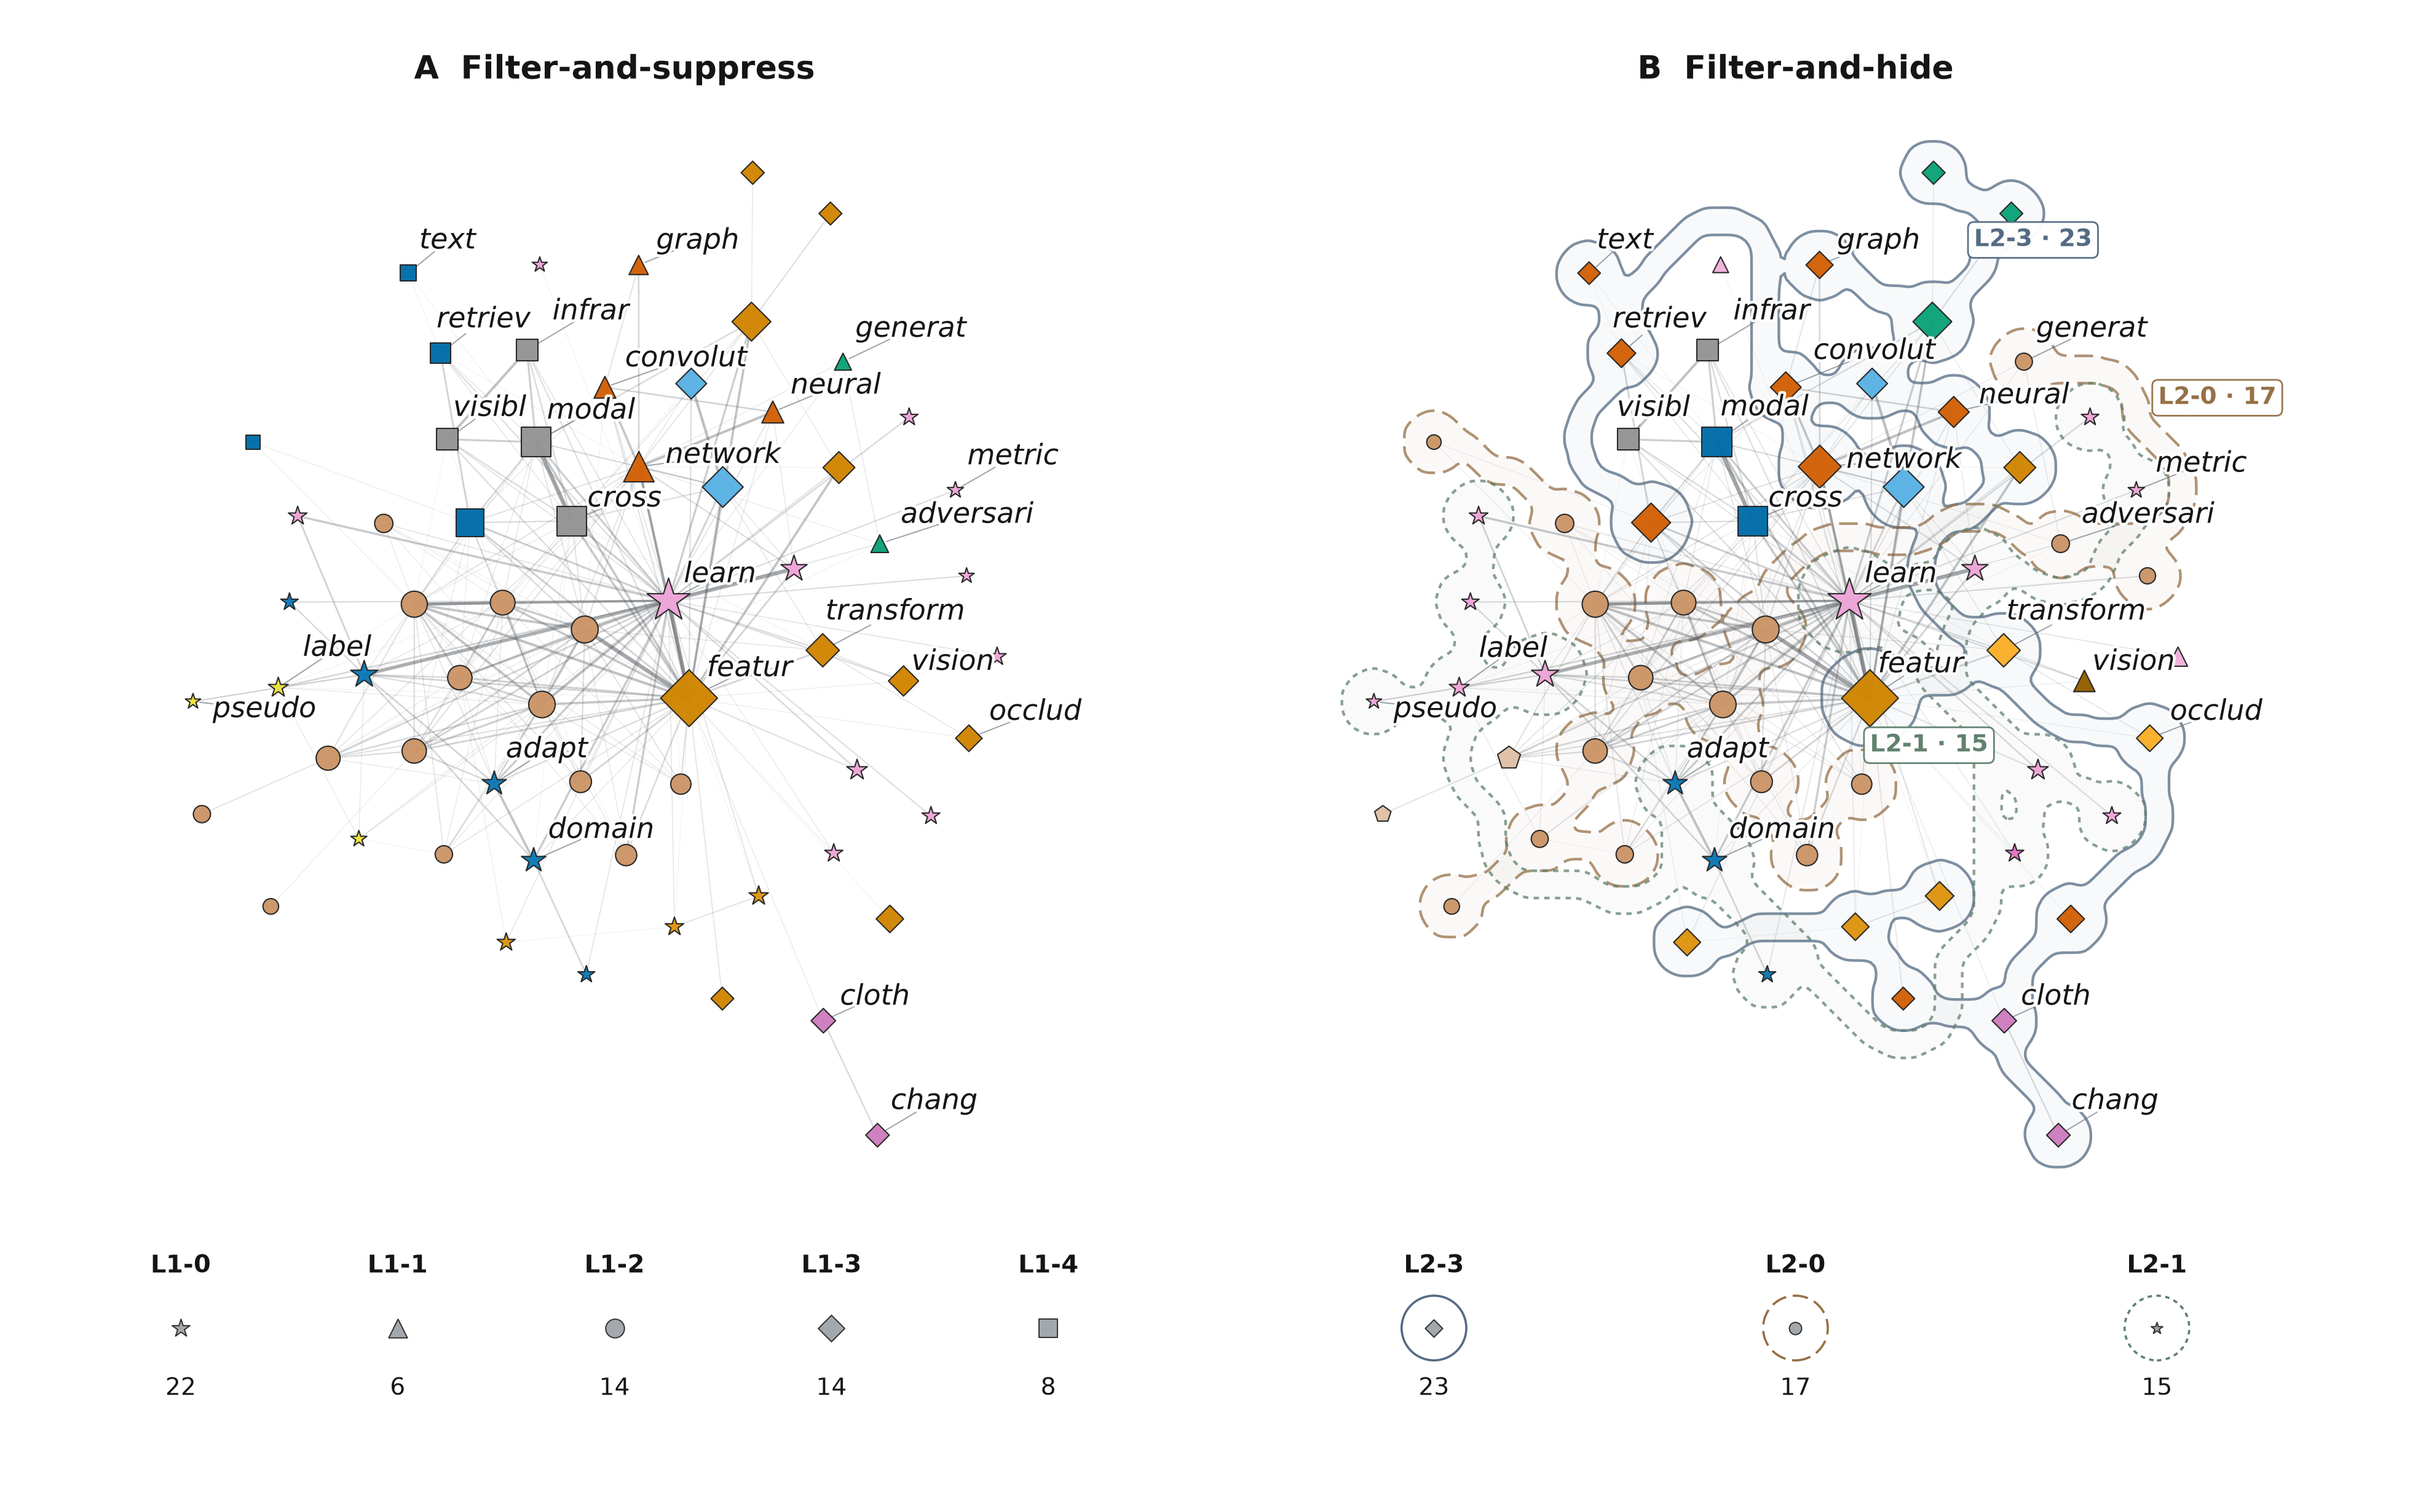 A Filter-and-suppress
text
graph
retriev
infrar
generat
convolut
neural
visibl
modal
network
metric
cross
adversari
learn
transform
label
featur
vision
pseudo
occlud
adapt
domain
cloth
chang
L1-0 L1-1 L1-2 L1-3 L1-4
22 6 14 14 8
B Filter-and-hide
text
graph
L2-3 · 23
retriev
infrar
generat
convolut
neural
L2-0 · 17
visibl
modal
network
metric
cross
adversari
learn
transform
label
featur
vision
pseudo
occlud
adapt
L2-1 · 15
domain
cloth
chang
L2-3 L2-0 L2-1
23 17 15